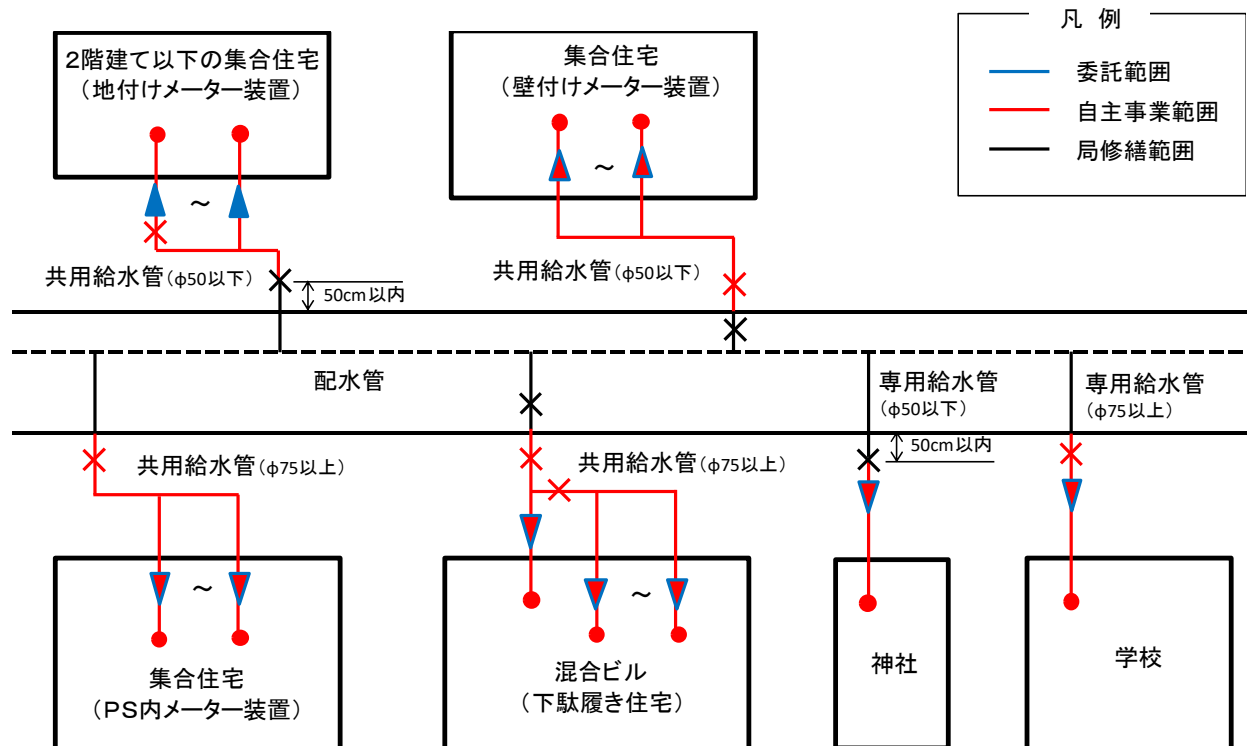 凡 例
委託範囲
自主事業範囲
局修繕範囲
2階建て以下の集合住宅
（地付けメーター装置）
～
共用給水管（φ50以下）
50cm以内
集合住宅
（壁付けメーター装置）
～
共用給水管（φ50以下）
配水管
専用給水管
（φ50以下）
専用給水管
（φ75以上）
50cm以内
共用給水管（φ75以上）
共用給水管（φ75以上）
～
集合住宅
（PS内メーター装置）
～
混合ビル
（下駄履き住宅）
神社
学校